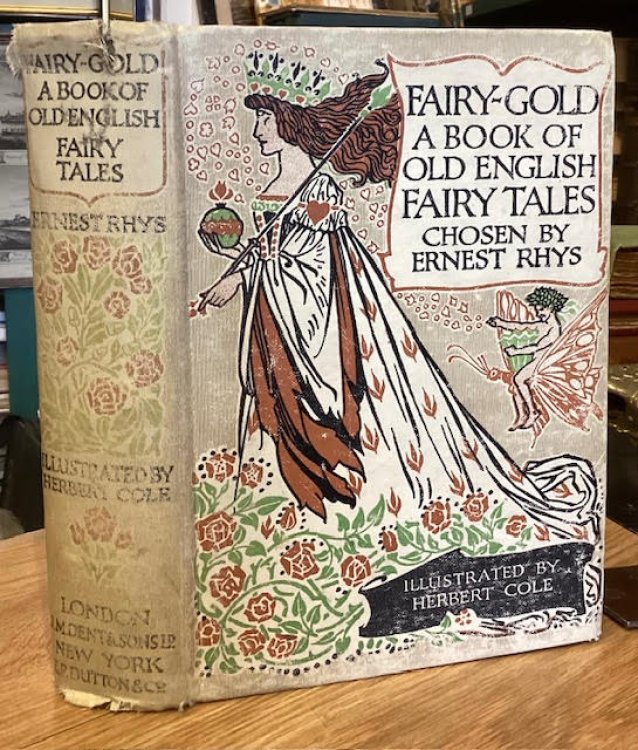 FAIRY-GOLD
A BOOK OF
OLD ENGLISH
FAIRY
TALES
ERNEST RHYS
ILLUSTRATED BY
HERBERT COLE
LONDON
J.M.DENT & SONS LD.
NEW YORK
E.P. DUTTON & CO
FAIRY-GOLD
A BOOK OF
OLD ENGLISH
FAIRY TALES
CHOSEN BY
ERNEST RHYS
ILLUSTRATED BY
HERBERT COLE